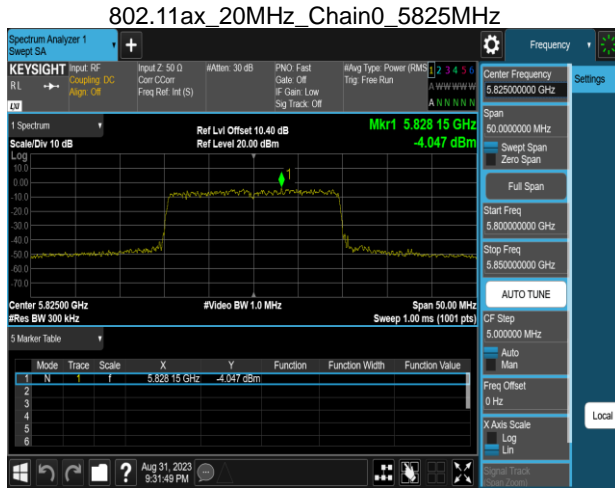 802.11ax_20MHz_Chain0_5825MHz
Spectrum Analyzer 1
Swept SA
+
Frequency
KEYSIGHT
RL
Input: RF
Coupling: DC
Align: Off
Input Z: 50 Ω
Corr CCorr
Freq Ref: Int (S)
#Atten: 30 dB
PNO: Fast
Gate: Off
IF Gain: Low
Sig Track: Off
#Avg Type: Power (RMS
Trig: Free Run
1 2 3 4 5 6
A W W W W W
A N N N N N
LW
Center Frequency
5.825000000 GHz
Settings
Span
50.0000000 MHz
Swept Span
Zero Span
Full Span
Start Freq
5.800000000 GHz
Stop Freq
5.850000000 GHz
AUTO TUNE
CF Step
5.000000 MHz
Auto
Man
Freq Offset
0 Hz
X Axis Scale
Log
Lin
Signal Track
(Span Zoom)
Local
1 Spectrum
Scale/Div 10 dB
Log
Ref Lvl Offset 10.40 dB
Ref Level 20.00 dBm
Mkr1 5.828 15 GHz
-4.047 dBm
1
10.0
0.00
-10.0
-20.0
-30.0
-40.0
-50.0
-60.0
-70.0
Center 5.82500 GHz
#Res BW 300 kHz
#Video BW 1.0 MHz
Span 50.00 MHz
Sweep 1.00 ms (1001 pts)
5 Marker Table
Mode Trace Scale X Y Function Function Width Function Value
1 N 1 f 5.828 15 GHz -4.047 dBm
2
3
4
5
6
?
Aug 31, 2023
9:31:49 PM